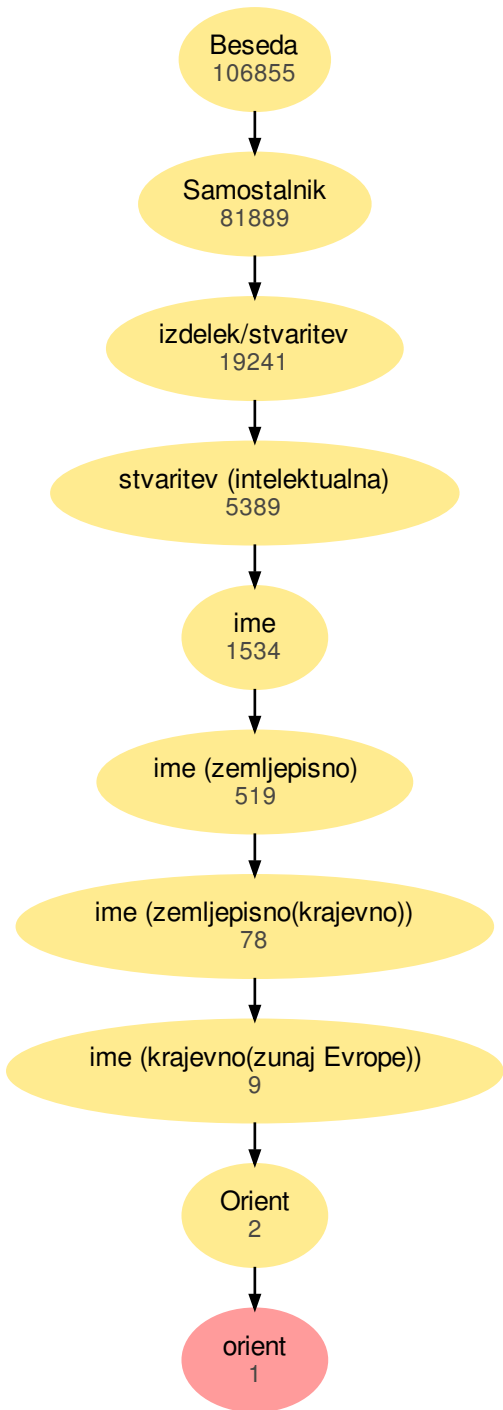 Beseda
106855
Samostalnik
81889
izdelek/stvaritev
19241
stvaritev (intelektualna)
5389
ime
1534
ime (zemljepisno)
519
ime (zemljepisno(krajevno))
78
ime (krajevno(zunaj Evrope))
9
Orient
2
orient
1